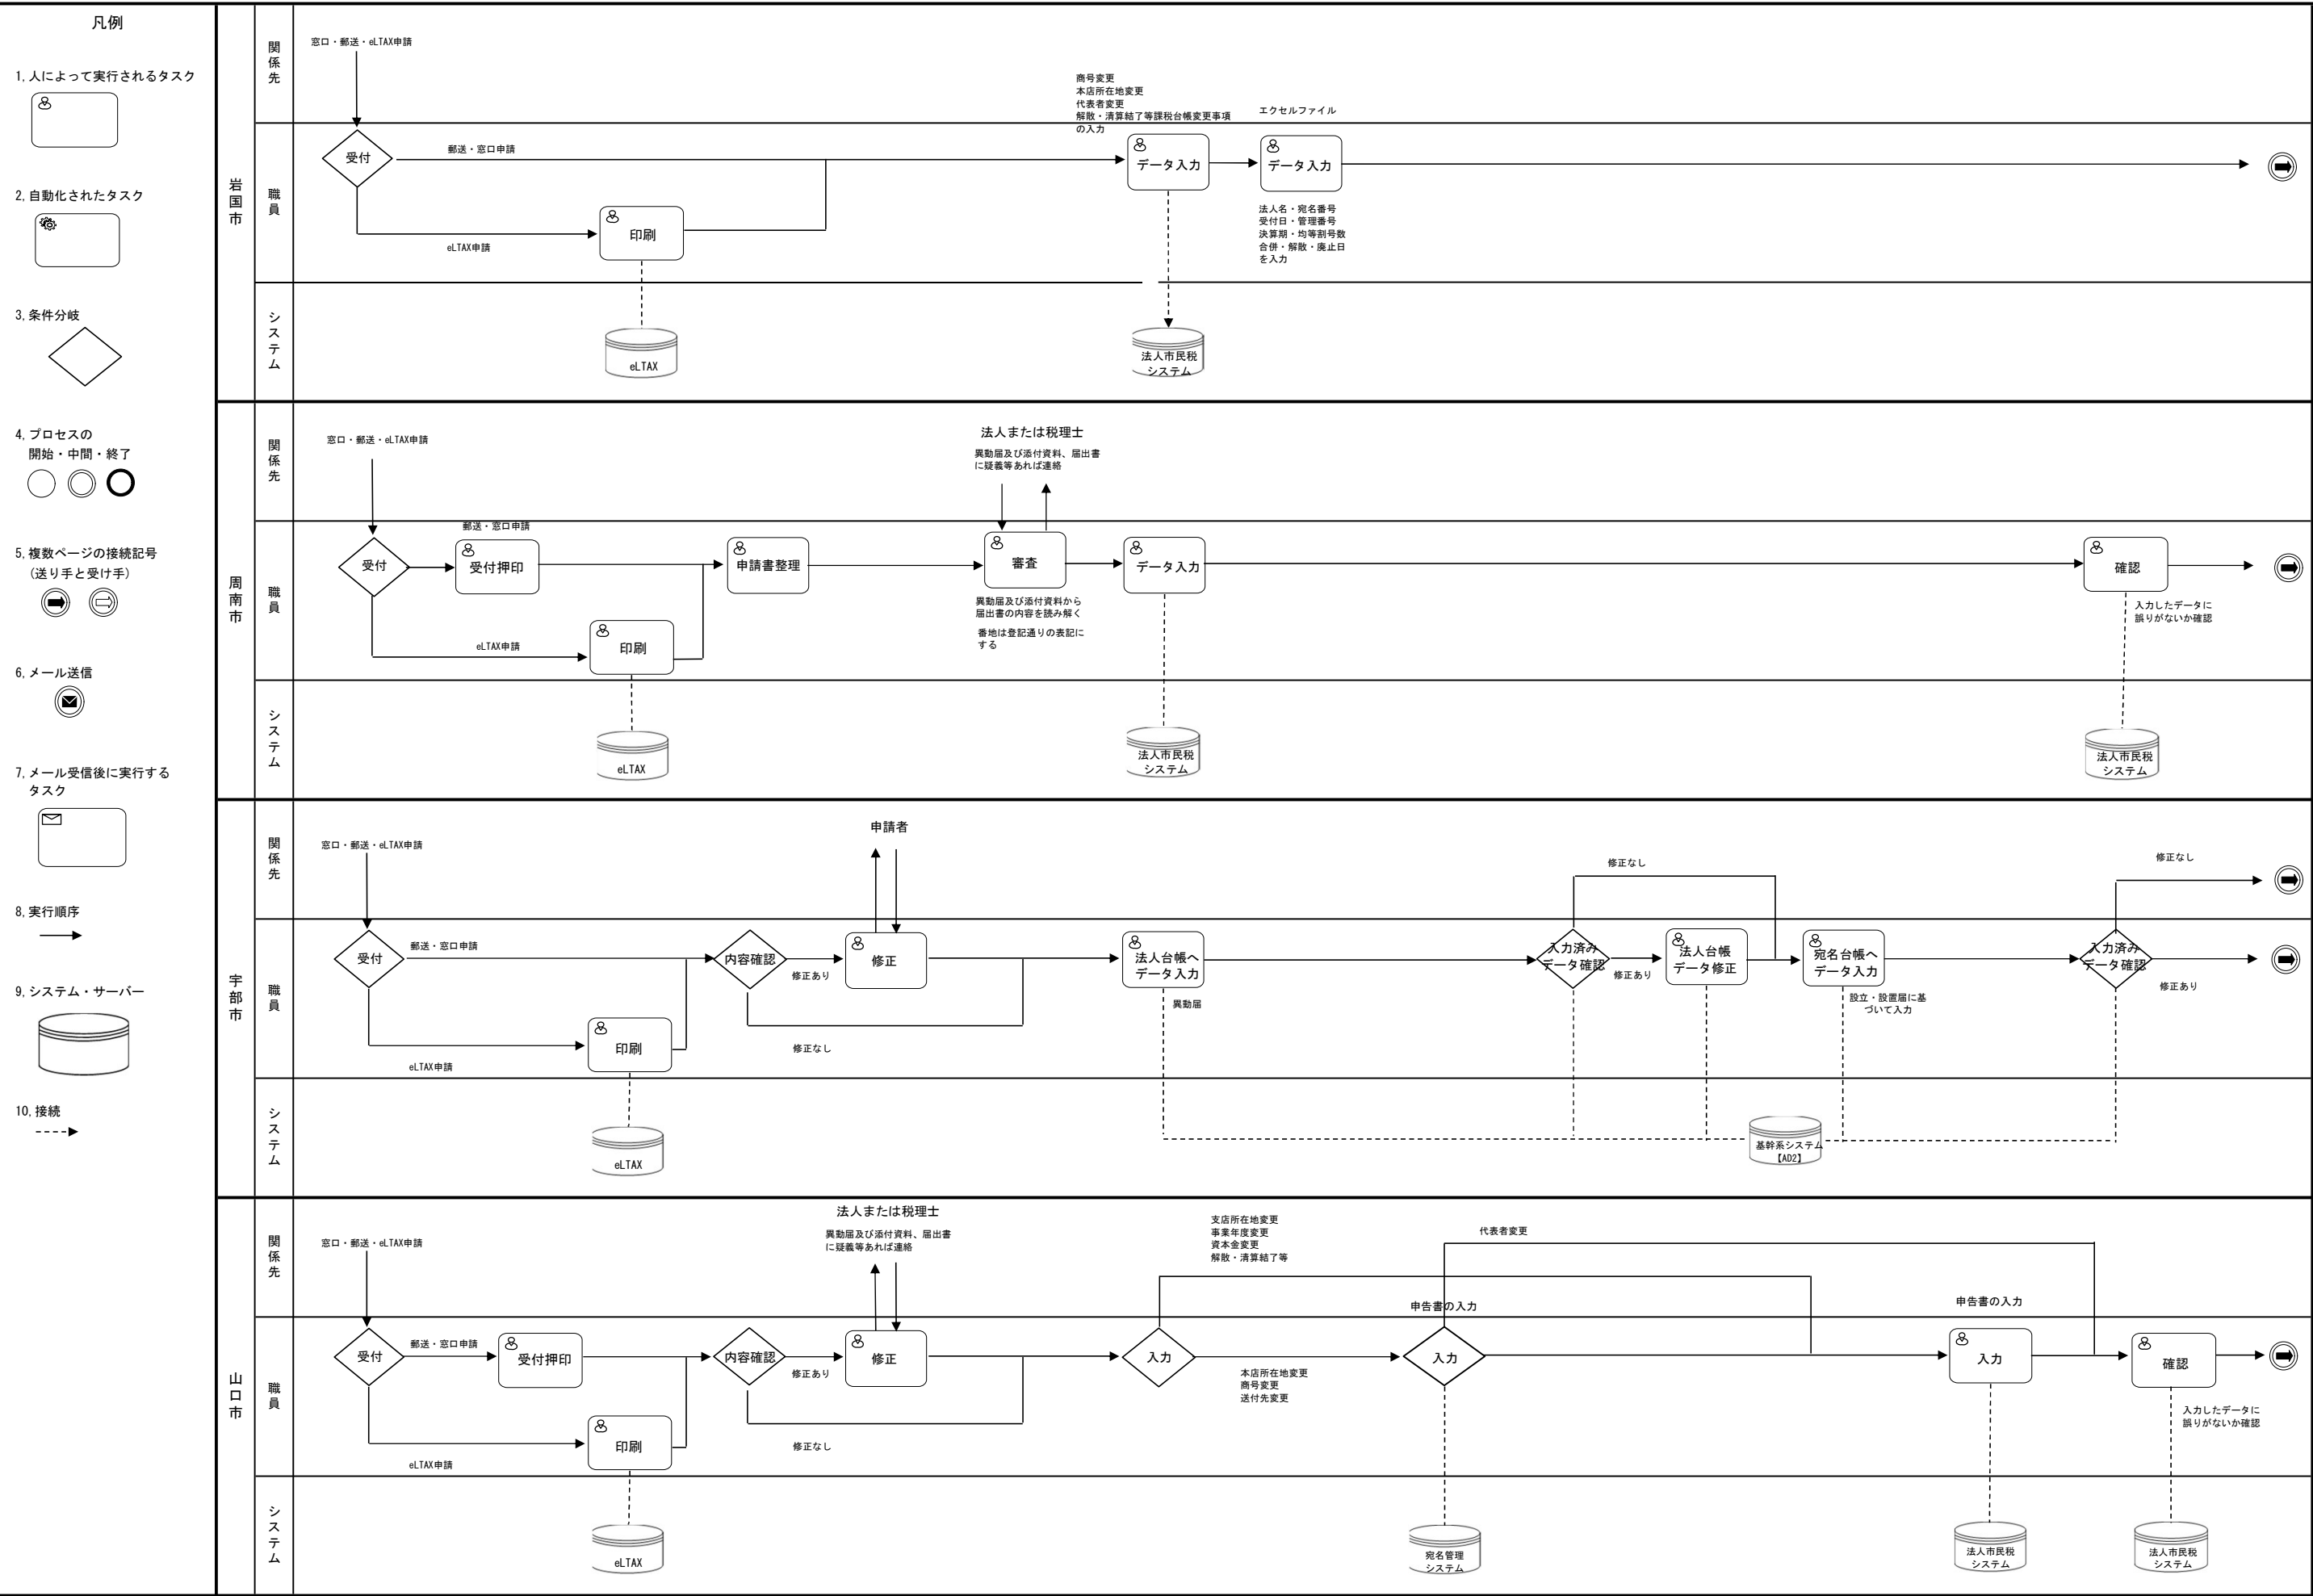 凡例
1. 人によって実行されるタスク
2. 自動化されたタスク
3. 条件分岐
4. プロセスの
開始・中間・終了
5. 複数ページの接続記号
(送り手と受け手)
6. メール送信
7. メール受信後に実行する
タスク
8. 実行順序
9. システム・サーバー
10. 接続
岩国市
関係先
窓口・郵送・eLTAX申請
商号変更
本店所在地変更
代表者変更
解散・清算結了等課税台帳変更事項
の入力
エクセルファイル
職員
受付
郵送・窓口申請
eLTAX申請
印刷
データ入力
データ入力
法人名・宛名番号
受付日・管理番号
決算期・均等割号数
合併・解散・廃止日
を入力
システム
eLTAX
法人市民税
システム
周南市
関係先
窓口・郵送・eLTAX申請
法人または税理士
異動届及び添付資料、届出書
に疑義等あれば連絡
職員
受付
郵送・窓口申請
受付押印
eLTAX申請
印刷
申請書整理
審査
異動届及び添付資料から
届出書の内容を読み解く
番地は登記通りの表記に
する
データ入力
確認
入力したデータに
誤りがないか確認
システム
eLTAX
法人市民税
システム
法人市民税
システム
宇部市
関係先
窓口・郵送・eLTAX申請
申請者
修正なし
修正なし
職員
受付
郵送・窓口申請
eLTAX申請
印刷
内容確認
修正あり
修正なし
修正
法人台帳へ
データ入力
異動届
入力済み
データ確認
修正あり
法人台帳
データ修正
宛名台帳へ
データ入力
設立・設置届に基
づいて入力
入力済み
データ確認
修正あり
システム
eLTAX
基幹系システム
【AD2】
山口市
関係先
窓口・郵送・eLTAX申請
法人または税理士
異動届及び添付資料、届出書
に疑義等あれば連絡
支店所在地変更
事業年度変更
資本金変更
解散・清算結了等
代表者変更
申告書の入力
申告書の入力
職員
受付
郵送・窓口申請
受付押印
eLTAX申請
印刷
内容確認
修正あり
修正なし
修正
入力
本店所在地変更
商号変更
送付先変更
入力
入力
確認
入力したデータに
誤りがないか確認
システム
eLTAX
宛名管理
システム
法人市民税
システム
法人市民税
システム